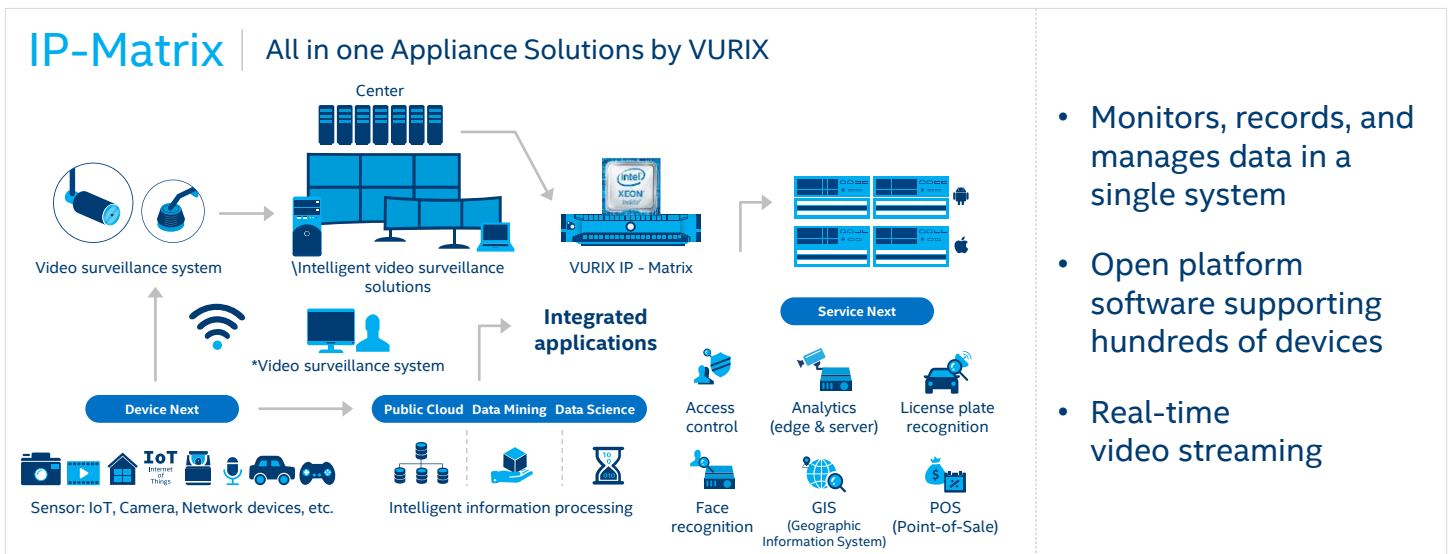 IP-Matrix
All in one Appliance Solutions by VURIX
Center
intel
XEON
inside
Video surveillance system
\Intelligent video surveillance
solutions
VURIX IP - Matrix
*Video surveillance system
Integrated
applications
Service Next
Device Next
Public Cloud Data Mining Data Science
IoT
Internet
of
Things
10
0
010
Sensor: IoT, Camera, Network devices, etc.
Intelligent information processing
Access
control
Analytics
(edge & server)
License plate
recognition
Face
recognition
GIS
(Geographic
Information System)
POS
(Point-of-Sale)
• Monitors, records, and
manages data in a
single system
• Open platform
software supporting
hundreds of devices
• Real-time
video streaming